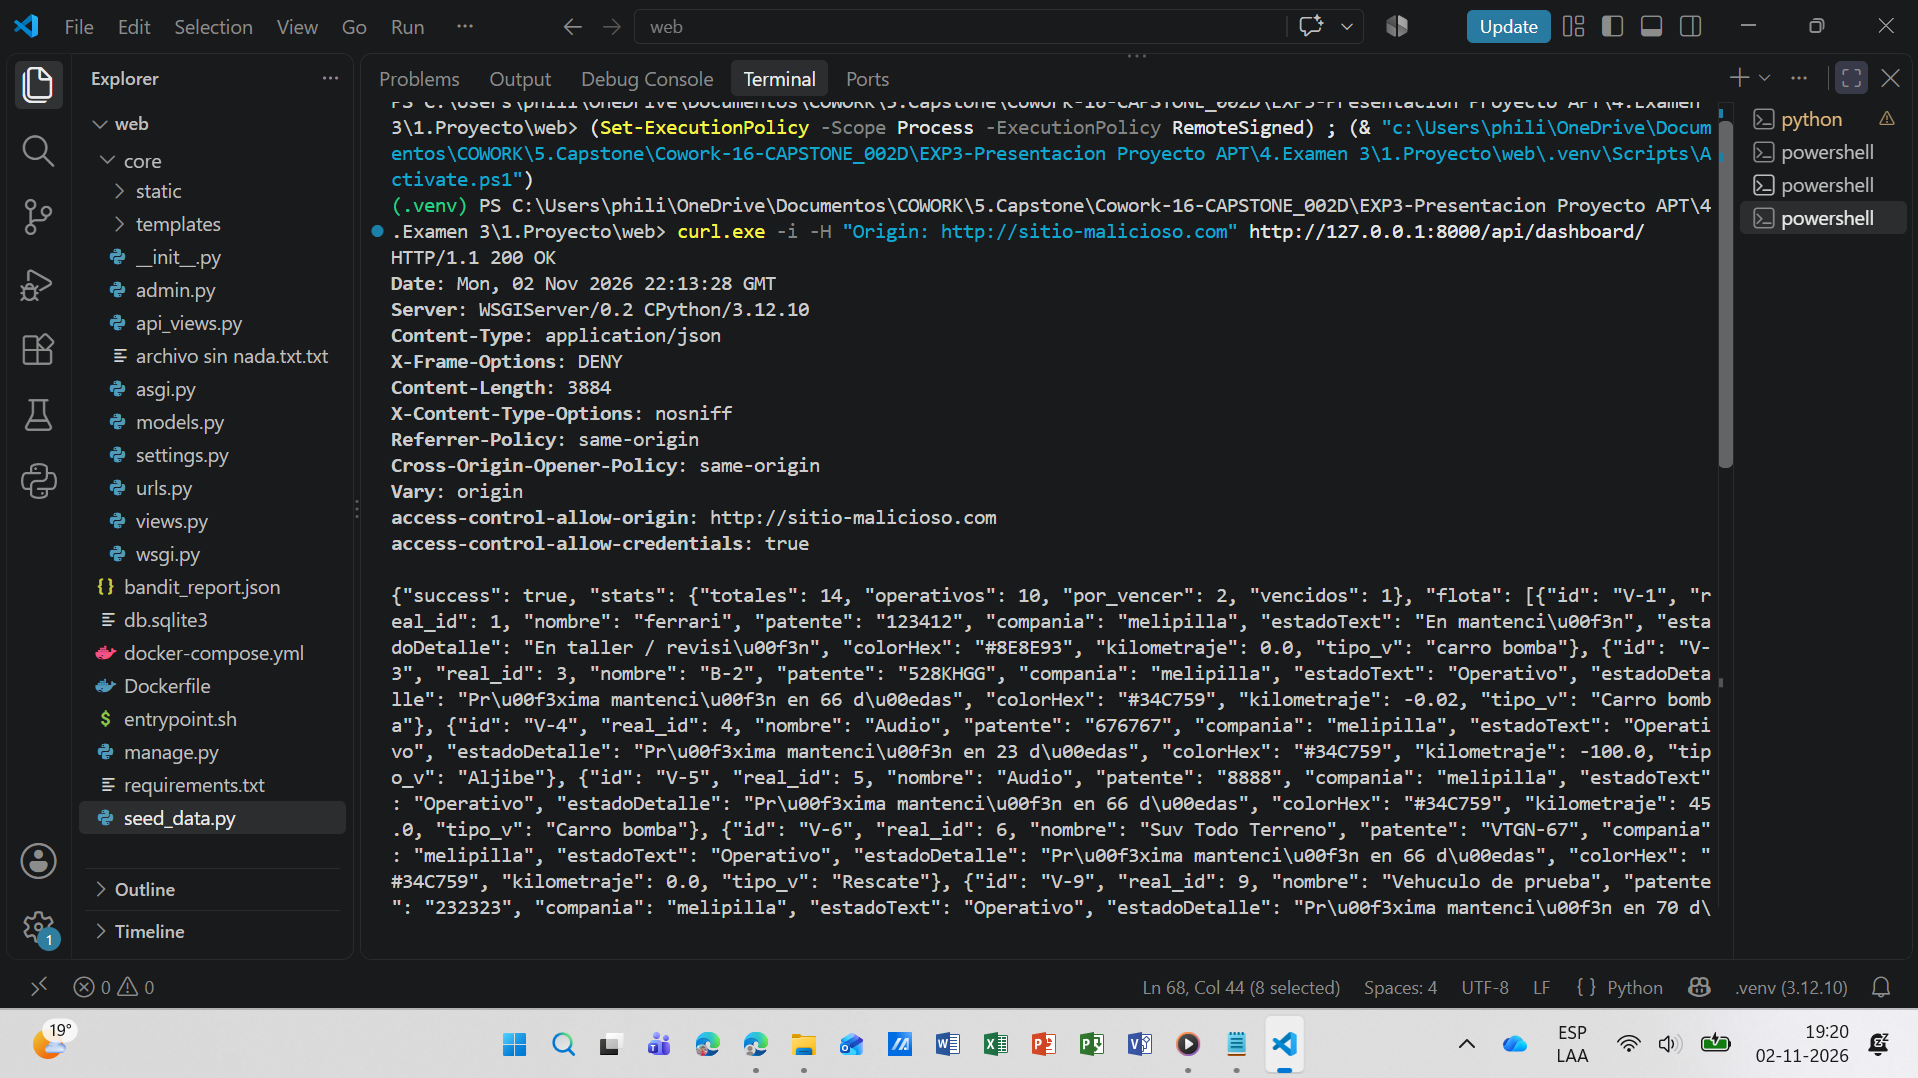 File Edit Selection View Go Run ···
web
Update
Explorer
web
core
static
templates
__init__.py
admin.py
api_views.py
archivo sin nada.txt.txt
asgi.py
models.py
settings.py
urls.py
views.py
wsgi.py
bandit_report.json
db.sqlite3
docker-compose.yml
Dockerfile
entrypoint.sh
manage.py
requirements.txt
seed_data.py
Outline
Timeline
1
Problems Output Debug Console Terminal Ports
PS C:\Users\phili\OneDrive\Documentos\COWORK\5.Capstone\Cowork-16-CAPSTONE_002D\EXP3-Presentacion Proyecto APT\4.Examen
3\1.Proyecto\web> (Set-ExecutionPolicy -Scope Process -ExecutionPolicy RemoteSigned) ; (& "c:\Users\phili\OneDrive\Docum
entos\COWORK\5.Capstone\Cowork-16-CAPSTONE_002D\EXP3-Presentacion Proyecto APT\4.Examen 3\1.Proyecto\web\.venv\Scripts\A
ctivate.ps1")
(.venv) PS C:\Users\phili\OneDrive\Documentos\COWORK\5.Capstone\Cowork-16-CAPSTONE_002D\EXP3-Presentacion Proyecto APT\4
.Examen 3\1.Proyecto\web> curl.exe -i -H "Origin: http://sitio-malicioso.com" http://127.0.0.1:8000/api/dashboard/
HTTP/1.1 200 OK
Date: Mon, 02 Nov 2026 22:13:28 GMT
Server: WSGIServer/0.2 CPython/3.12.10
Content-Type: application/json
X-Frame-Options: DENY
Content-Length: 3884
X-Content-Type-Options: nosniff
Referrer-Policy: same-origin
Cross-Origin-Opener-Policy: same-origin
Vary: origin
access-control-allow-origin: http://sitio-malicioso.com
access-control-allow-credentials: true
{"success": true, "stats": {"totales": 14, "operativos": 10, "por_vencer": 2, "vencidos": 1}, "flota": [{"id": "V-1", "r
eal_id": 1, "nombre": "ferrari", "patente": "123412", "compania": "melipilla", "estadoText": "En mantenci\u00f3n", "esta
doDetalle": "En taller / revisi\u00f3n", "colorHex": "#8E8E93", "kilometraje": 0.0, "tipo_v": "carro bomba"}, {"id": "V-
3", "real_id": 3, "nombre": "B-2", "patente": "528KHGG", "compania": "melipilla", "estadoText": "Operativo", "estadoDeta
lle": "Pr\u00f3xima mantenci\u00f3n en 66 d\u00edas", "colorHex": "#34C759", "kilometraje": -0.02, "tipo_v": "Carro bomb
a"}, {"id": "V-4", "real_id": 4, "nombre": "Audio", "patente": "676767", "compania": "melipilla", "estadoText": "Operati
vo", "estadoDetalle": "Pr\u00f3xima mantenci\u00f3n en 23 d\u00edas", "colorHex": "#34C759", "kilometraje": -100.0, "tip
o_v": "Aljibe"}, {"id": "V-5", "real_id": 5, "nombre": "Audio", "patente": "8888", "compania": "melipilla", "estadoText"
: "Operativo", "estadoDetalle": "Pr\u00f3xima mantenci\u00f3n en 66 d\u00edas", "colorHex": "#34C759", "kilometraje": 45
.0, "tipo_v": "Carro bomba"}, {"id": "V-6", "real_id": 6, "nombre": "Suv Todo Terreno", "patente": "VTGN-67", "compania"
: "melipilla", "estadoText": "Operativo", "estadoDetalle": "Pr\u00f3xima mantenci\u00f3n en 66 d\u00edas", "colorHex": "
#34C759", "kilometraje": 0.0, "tipo_v": "Rescate"}, {"id": "V-9", "real_id": 9, "nombre": "Vehuculo de prueba", "patente
": "232323", "compania": "melipilla", "estadoText": "Operativo", "estadoDetalle": "Pr\u00f3xima mantenci\u00f3n en 70 d\
python
powershell
powershell
powershell
0 0
Ln 68, Col 44 (8 selected) Spaces: 4 UTF-8 LF { } Python .venv (3.12.10)
19°
ESP
LAA
19:20
02-11-2026